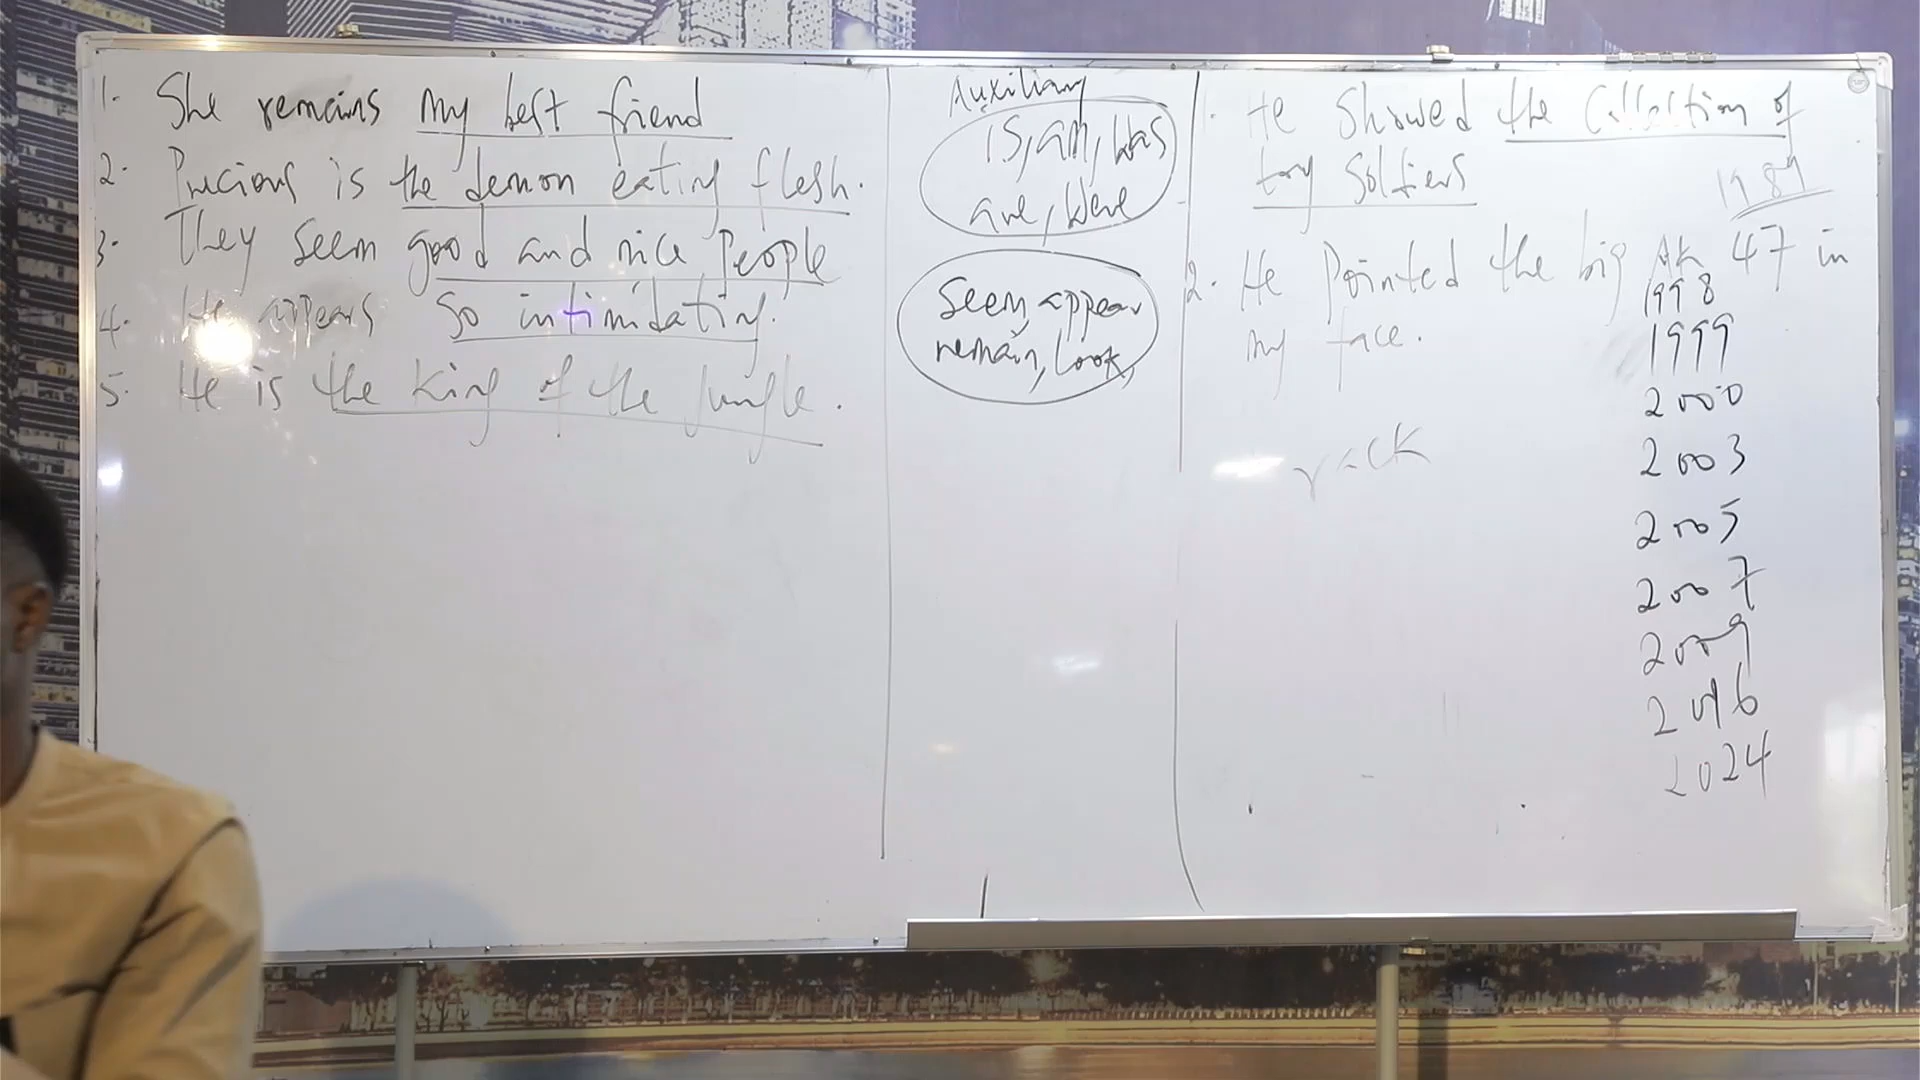 1. She remains my best friend
2. Precious is the demon eating flesh.
3. They seem good and nice People
4. He appears so intimidating.
5. He is the King of the Jungle.
Auxiliary
is, am, was
are, were
Seem, appear
remain, look,
1. He Showed the Collection of
toy Soldiers
1989
2. He Pointed the big AK 47 in
my face.
rack
1998
1999
2000
2003
2005
2007
2009
2016
2024